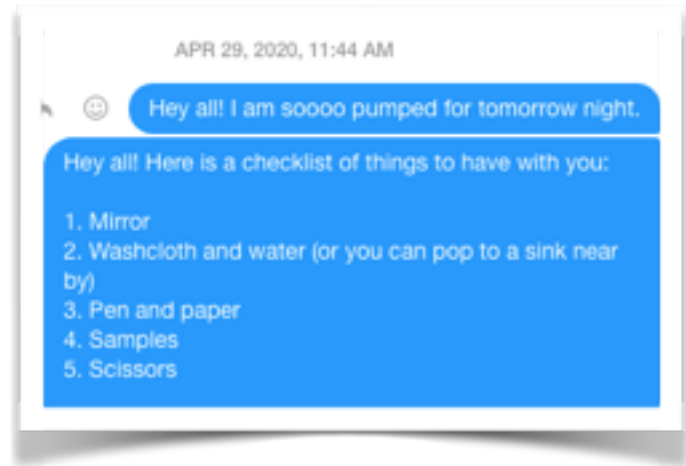 APR 29, 2020, 11:44 AM
Hey all! I am soooo pumped for tomorrow night.
Hey all! Here is a checklist of things to have with you:
1. Mirror
2. Washcloth and water (or you can pop to a sink near
by)
3. Pen and paper
4. Samples
5. Scissors